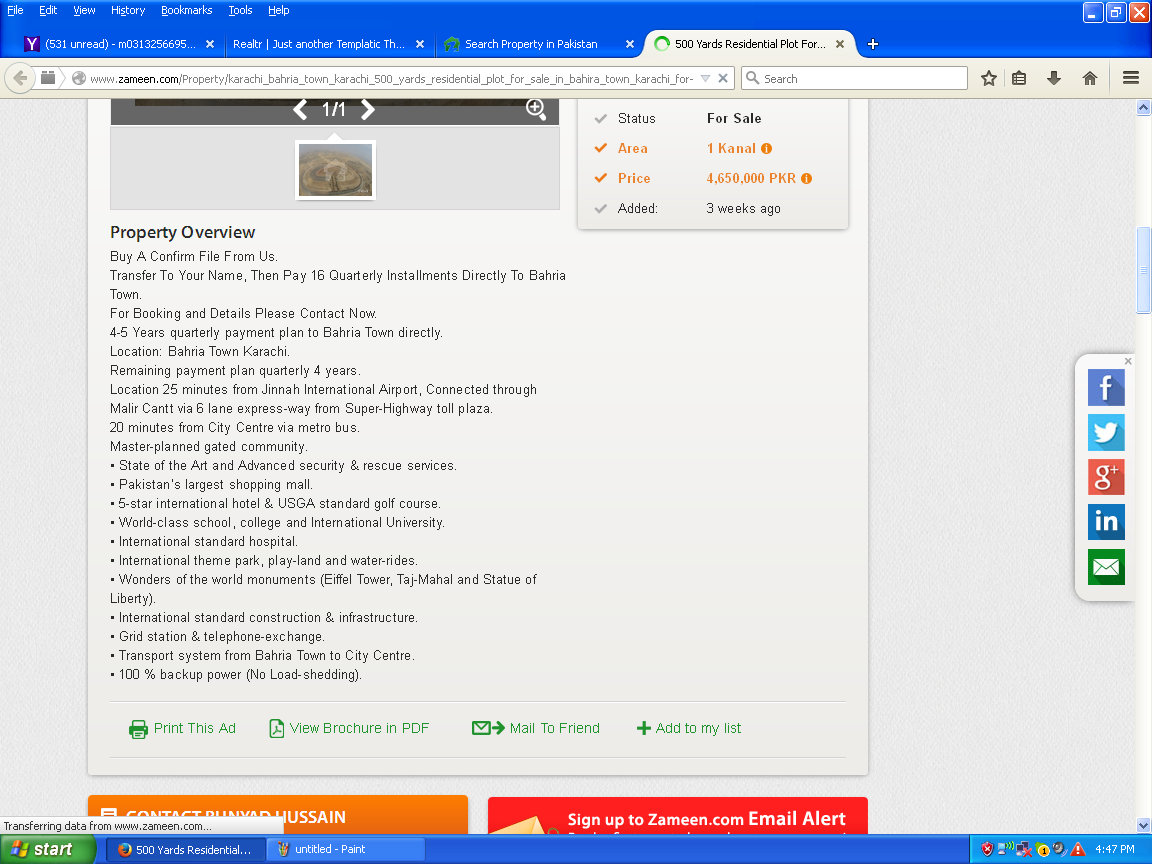 File Edit View History Bookmarks Tools Help
(531 unread) - m0313256695...
Realtr | Just another Templatic Th...
Search Property in Pakistan
500 Yards Residential Plot For...
www.zameen.com/Property/karachi_bahria_town_karachi_500_yards_residential_plot_for_sale_in_bahira_town_karachi_for-
Search
1/1
Status For Sale
Area 1 Kanal
Price 4,650,000 PKR
Added: 3 weeks ago
Property Overview
Buy A Confirm File From Us.
Transfer To Your Name, Then Pay 16 Quarterly Installments Directly To Bahria
Town.
For Booking and Details Please Contact Now.
4-5 Years quarterly payment plan to Bahria Town directly.
Location: Bahria Town Karachi.
Remaining payment plan quarterly 4 years.
Location 25 minutes from Jinnah International Airport, Connected through
Malir Cantt via 6 lane express-way from Super-Highway toll plaza.
20 minutes from City Centre via metro bus.
Master-planned gated community.
• State of the Art and Advanced security & rescue services.
• Pakistan's largest shopping mall.
• 5-star international hotel & USGA standard golf course.
• World-class school, college and International University.
• International standard hospital.
• International theme park, play-land and water-rides.
• Wonders of the world monuments (Eiffel Tower, Taj-Mahal and Statue of
Liberty).
• International standard construction & infrastructure.
• Grid station & telephone-exchange.
• Transport system from Bahria Town to City Centre.
• 100 % backup power (No Load-shedding).
Print This Ad
View Brochure in PDF
Mail To Friend
Add to my list
CONTACT BUNYAD HUSSAIN
Sign up to Zameen.com Email Alert
Transferring data from www.zameen.com...
start
500 Yards Residential...
untitled - Paint
4:47 PM